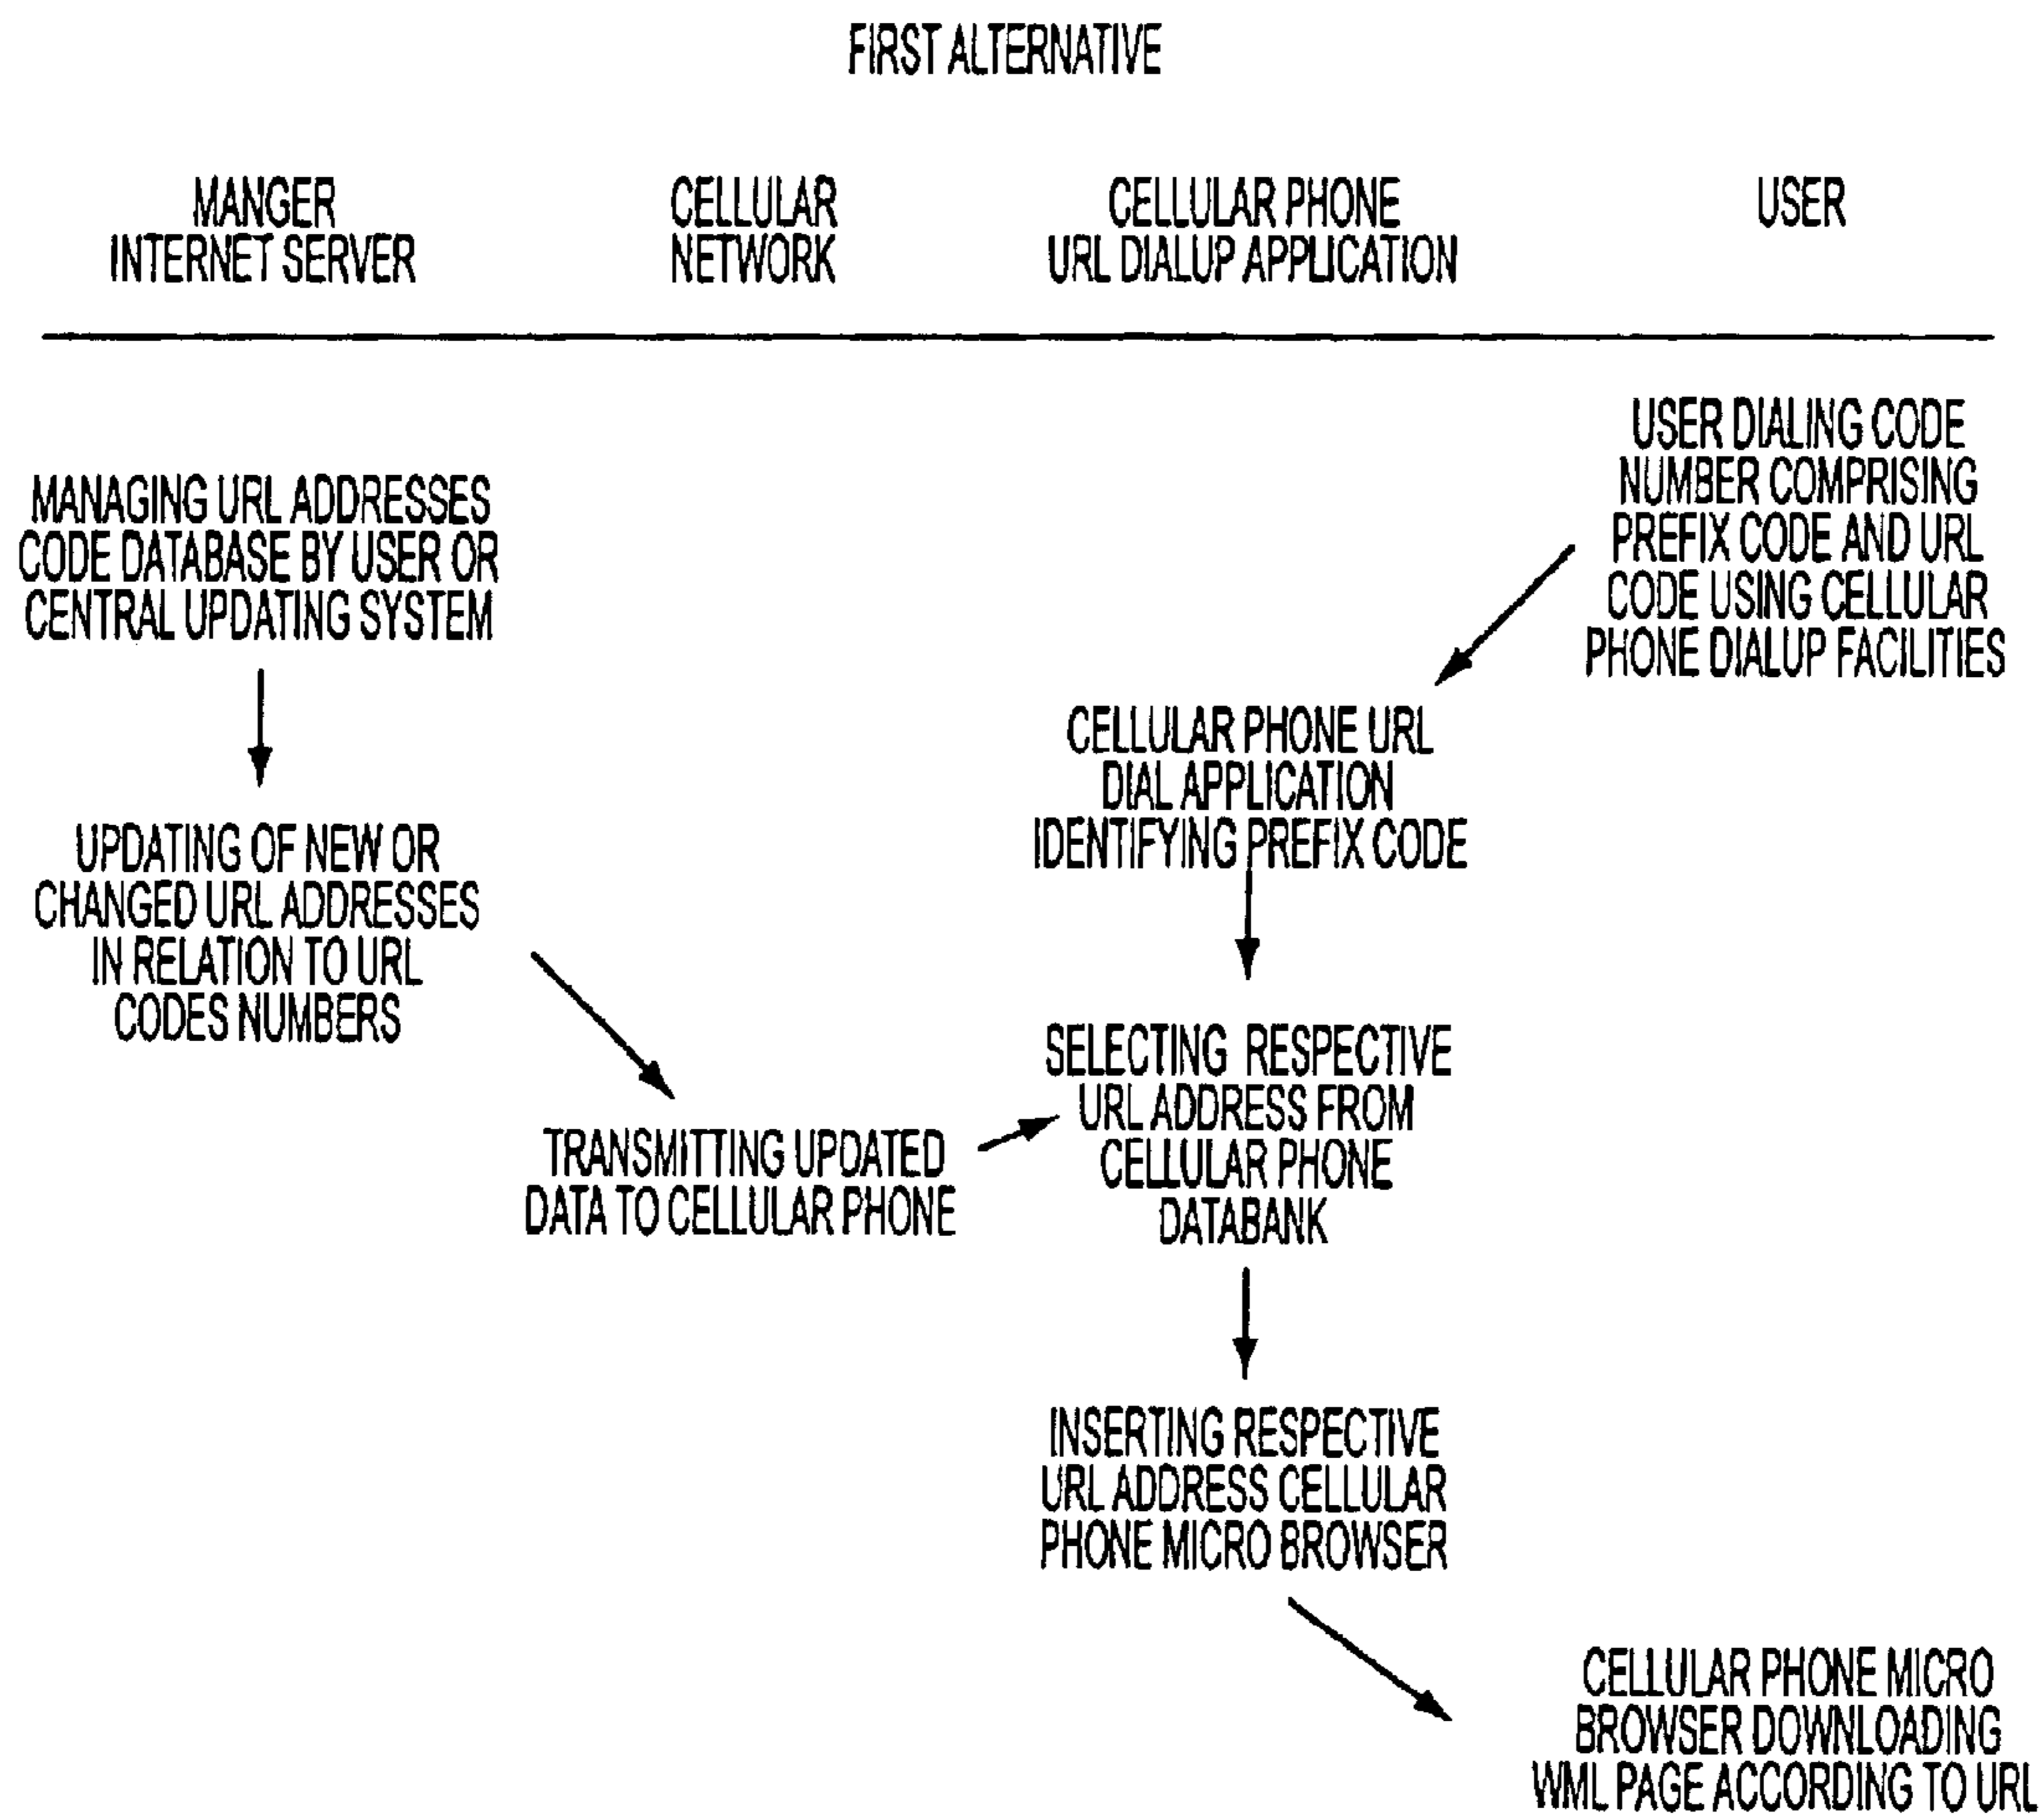 FIRST ALTERNATIVE
MANGER
INTERNET SERVER
CELLULAR
NETWORK
CELLULAR PHONE
URL DIALUP APPLICATION
USER
USER DIALING CODE
NUMBER COMPRISING
PREFIX CODE AND URL
CODE USING CELLULAR
PHONE DIALUP FACILITIES
MANAGING URL ADDRESSES
CODE DATABASE BY USER OR
CENTRAL UPDATING SYSTEM
CELLULAR PHONE URL
DIAL APPLICATION
IDENTIFYING PREFIX CODE
UPDATING OF NEW OR
CHANGED URL ADDRESSES
IN RELATION TO URL
CODES NUMBERS
SELECTING RESPECTIVE
URL ADDRESS FROM
CELLULAR PHONE
DATABANK
TRANSMITTING UPDATED
DATA TO CELLULAR PHONE
INSERTING RESPECTIVE
URL ADDRESS CELLULAR
PHONE MICRO BROWSER
CELLULAR PHONE MICRO
BROWSER DOWNLOADING
WML PAGE ACCORDING TO URL